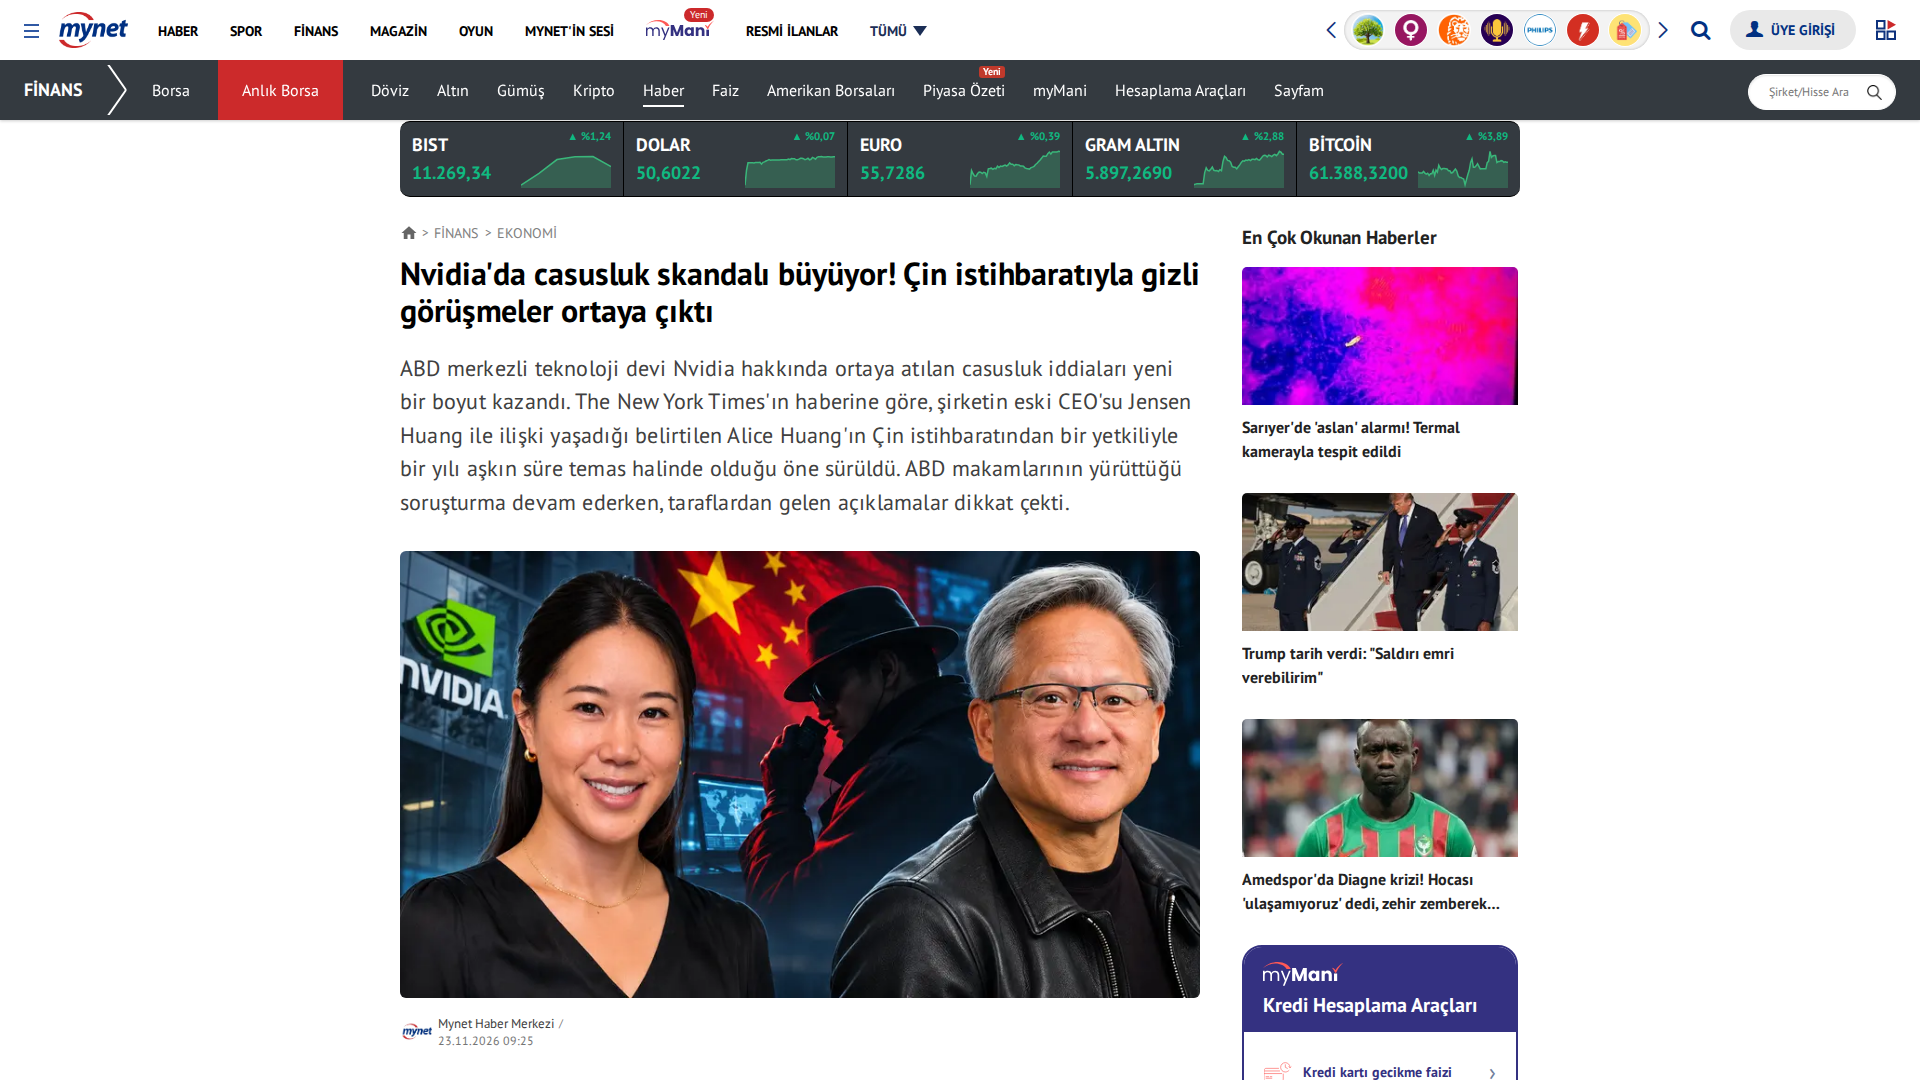 mynet
HABER
SPOR
FİNANS
MAGAZİN
OYUN
MYNET'İN SESİ
myMani
Yeni
RESMİ İLANLAR
TÜMÜ
PHILIPS
ÜYE GİRİŞİ
FİNANS
Borsa
Anlık Borsa
Döviz
Altın
Gümüş
Kripto
Haber
Faiz
Amerikan Borsaları
Piyasa Özeti
Yeni
myMani
Hesaplama Araçları
Sayfam
Şirket/Hisse Ara
BIST
▲ %1,24
11.269,34
DOLAR
▲ %0,07
50,6022
EURO
▲ %0,39
55,7286
GRAM ALTIN
▲ %2,88
5.897,2690
BİTCOİN
▲ %3,89
61.388,3200
> FİNANS > EKONOMİ
Nvidia'da casusluk skandalı büyüyor! Çin istihbaratıyla gizli
görüşmeler ortaya çıktı
ABD merkezli teknoloji devi Nvidia hakkında ortaya atılan casusluk iddiaları yeni
bir boyut kazandı. The New York Times'ın haberine göre, şirketin eski CEO'su Jensen
Huang ile ilişki yaşadığı belirtilen Alice Huang'ın Çin istihbaratından bir yetkiliyle
bir yılı aşkın süre temas halinde olduğu öne sürüldü. ABD makamlarının yürüttüğü
soruşturma devam ederken, taraflardan gelen açıklamalar dikkat çekti.
NVIDIA
mynet
Mynet Haber Merkezi /
23.11.2026 09:25
En Çok Okunan Haberler
Sarıyer'de 'aslan' alarmı! Termal
kamerayla tespit edildi
Trump tarih verdi: "Saldırı emri
verebilirim"
Amedspor'da Diagne krizi! Hocası
'ulaşamıyoruz' dedi, zehir zemberek...
myMani
Kredi Hesaplama Araçları
Kredi kartı gecikme faizi